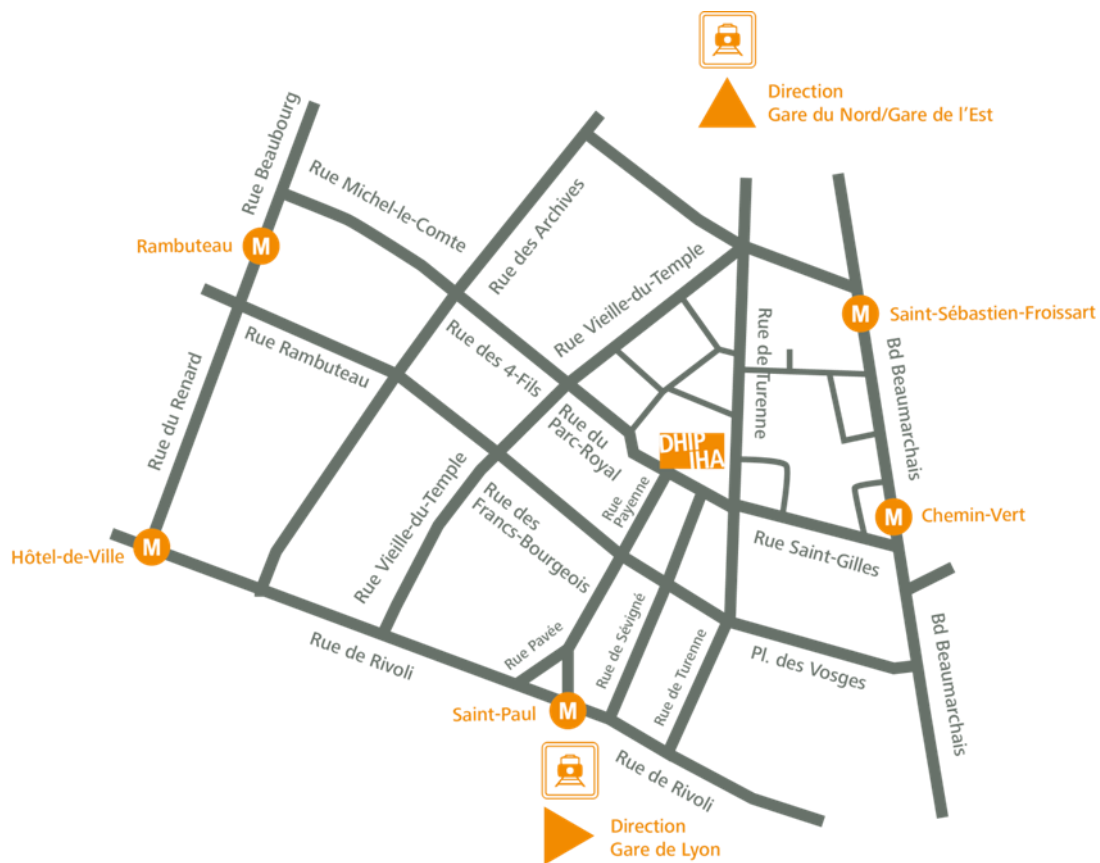 Direction
Gare du Nord/Gare de l'Est
Rue Beaubourg
Rue Michel-le-Comte
Rue des Archives
Rambuteau
M
Rue Vieille-du-Temple
M
Saint-Sébastien-Froissart
Rue Rambuteau
Rue des 4-Fils
Rue de Turenne
Bd Beaumarchais
Rue du Renard
Rue du
Parc-Royal
DHIP
IHA
Rue Vieille-du-Temple
Rue des
Francs-Bourgeois
Rue
Payenne
M
Chemin-Vert
Rue Saint-Gilles
Hôtel-de-Ville
M
Rue de Rivoli
Rue Pavée
Rue de Sévigné
Rue de Turenne
Pl. des Vosges
Bd Beaumarchais
Saint-Paul
M
Rue de Rivoli
Direction
Gare de Lyon